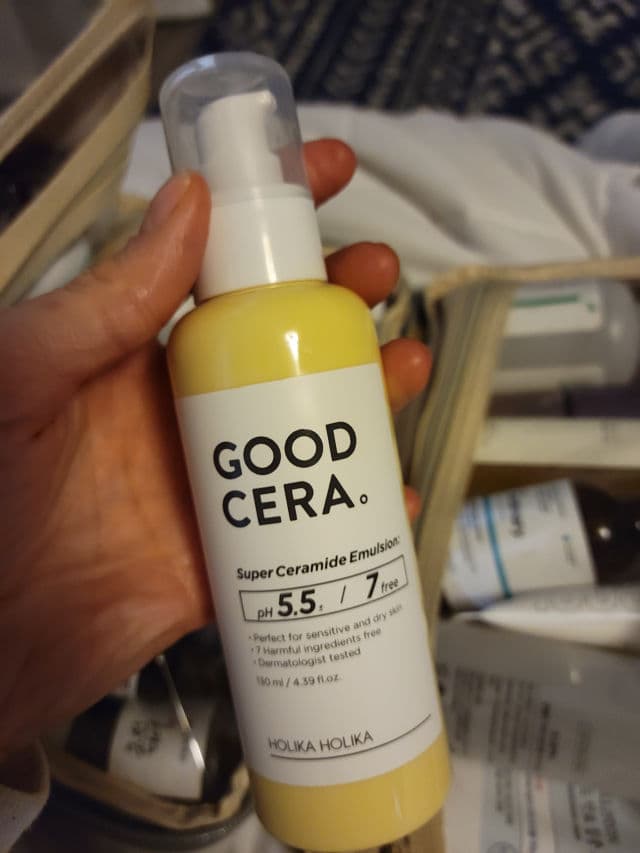 GOOD
CERA.
Super Ceramide Emulsion:
pH 5.5. / 7 free
• Perfect for sensitive and dry skin
• 7 Harmful ingredients free
• Dermatologist tested
130 ml / 4.39 fl.oz.
HOLIKA HOLIKA